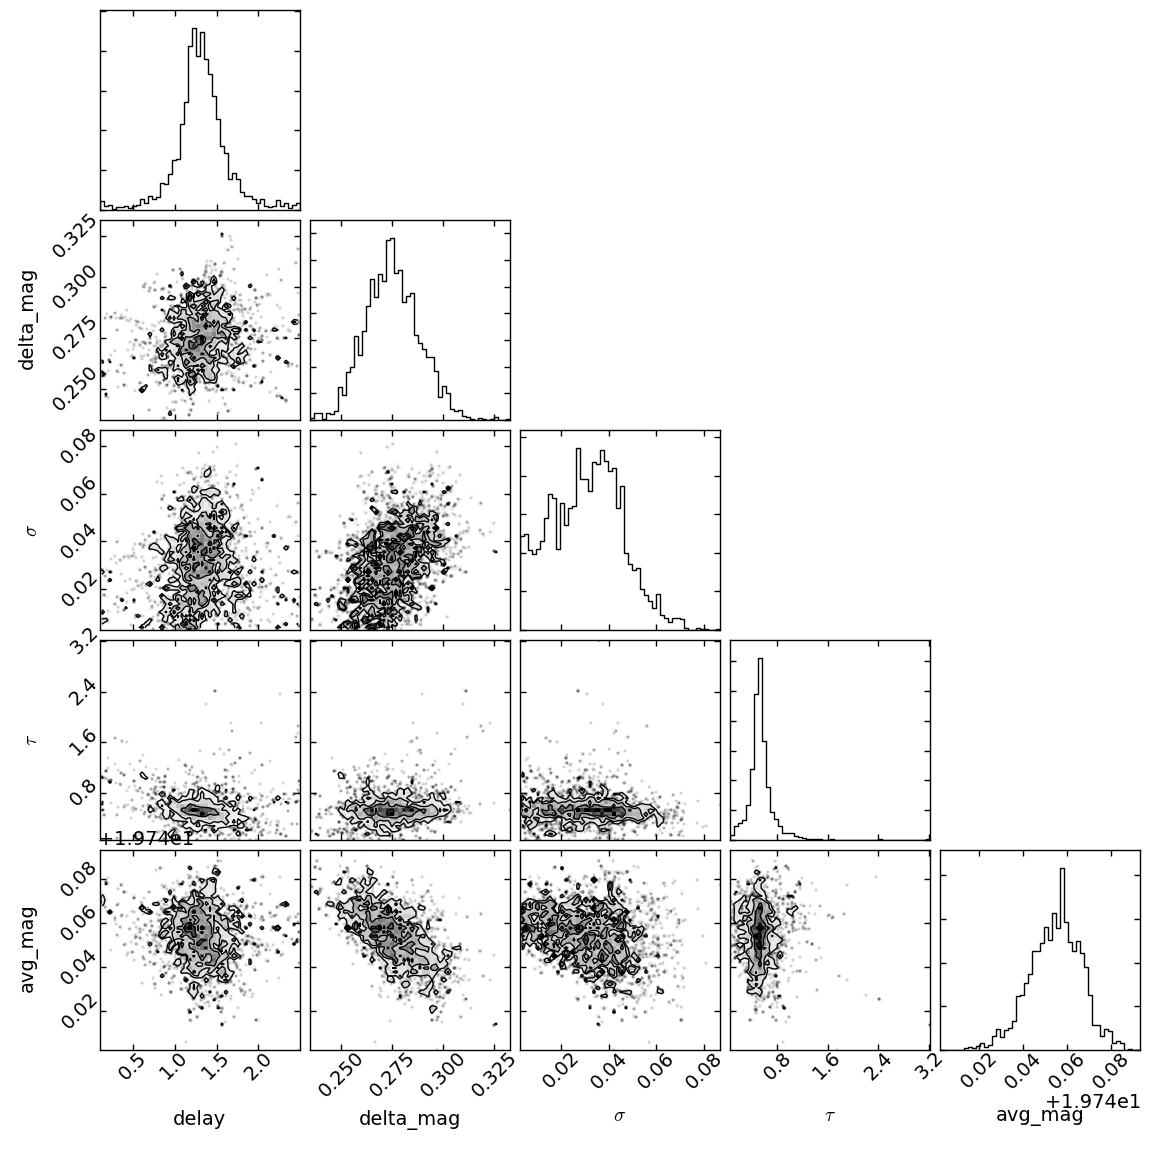 0.325
0.300
0.275
0.250
delta_mag
0.08
0.06
0.04
0.02
σ
3.2
2.4
1.6
0.8
τ
+1.974e1
0.08
0.06
0.04
0.02
avg_mag
0.5 1.0 1.5 2.0
0.250 0.275 0.300 0.325
0.02 0.04 0.06 0.08
0.8 1.6 2.4 3.2
0.02 0.04 0.06 0.08
+1.974e1
delay delta_mag σ τ avg_mag